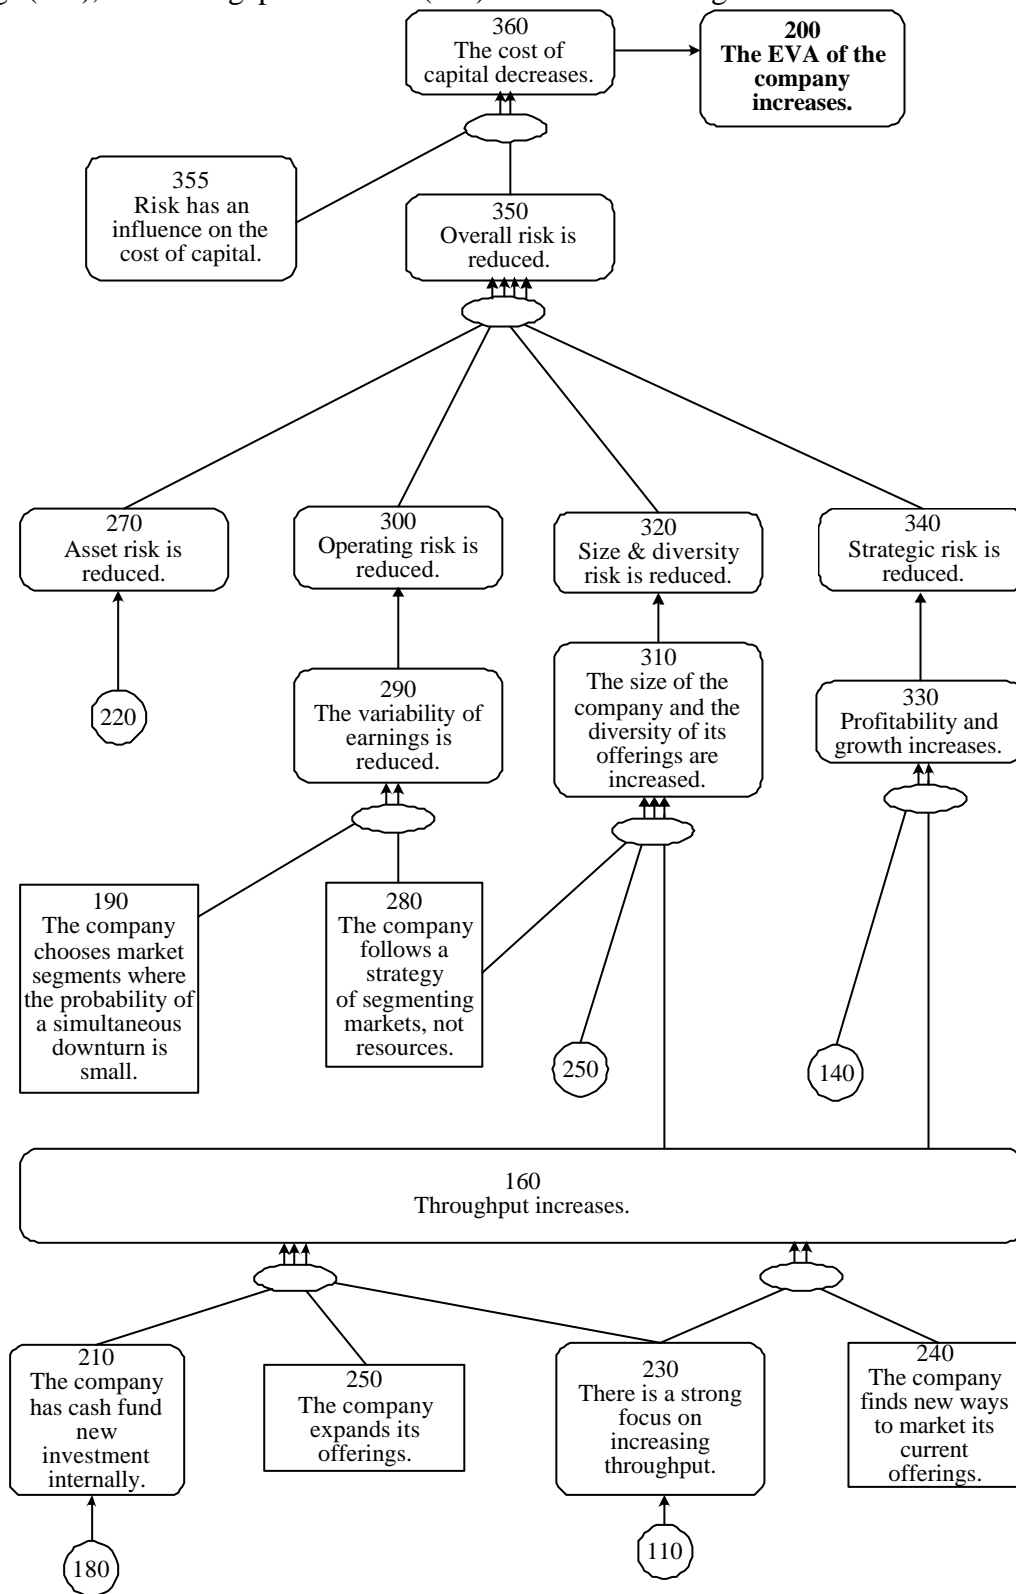 360
The cost of
capital decreases.
200
The EVA of the
company
increases.
355
Risk has an
influence on the
cost of capital.
350
Overall risk is
reduced.
270
Asset risk is
reduced.
300
Operating risk is
reduced.
320
Size & diversity
risk is reduced.
340
Strategic risk is
reduced.
220
290
The variability of
earnings is
reduced.
310
The size of the
company and the
diversity of its
offerings are
increased.
330
Profitability and
growth increases.
190
The company
chooses market
segments where
the probability of
a simultaneous
downturn is
small.
280
The company
follows a
strategy
of segmenting
markets, not
resources.
250
140
160
Throughput increases.
210
The company
has cash fund
new
investment
internally.
250
The company
expands its
offerings.
230
There is a strong
focus on
increasing
throughput.
240
The company
finds new ways
to market its
current
offerings.
180
110